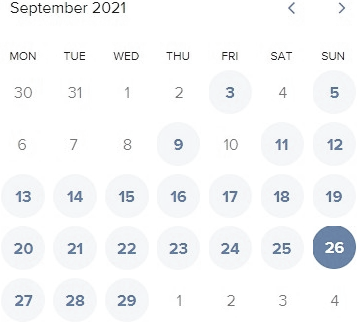 September 2021
MON TUE WED THU FRI SAT SUN
30 31 1 2 3 4 5
6 7 8 9 10 11 12
13 14 15 16 17 18 19
20 21 22 23 24 25 26
27 28 29 1 2 3 4